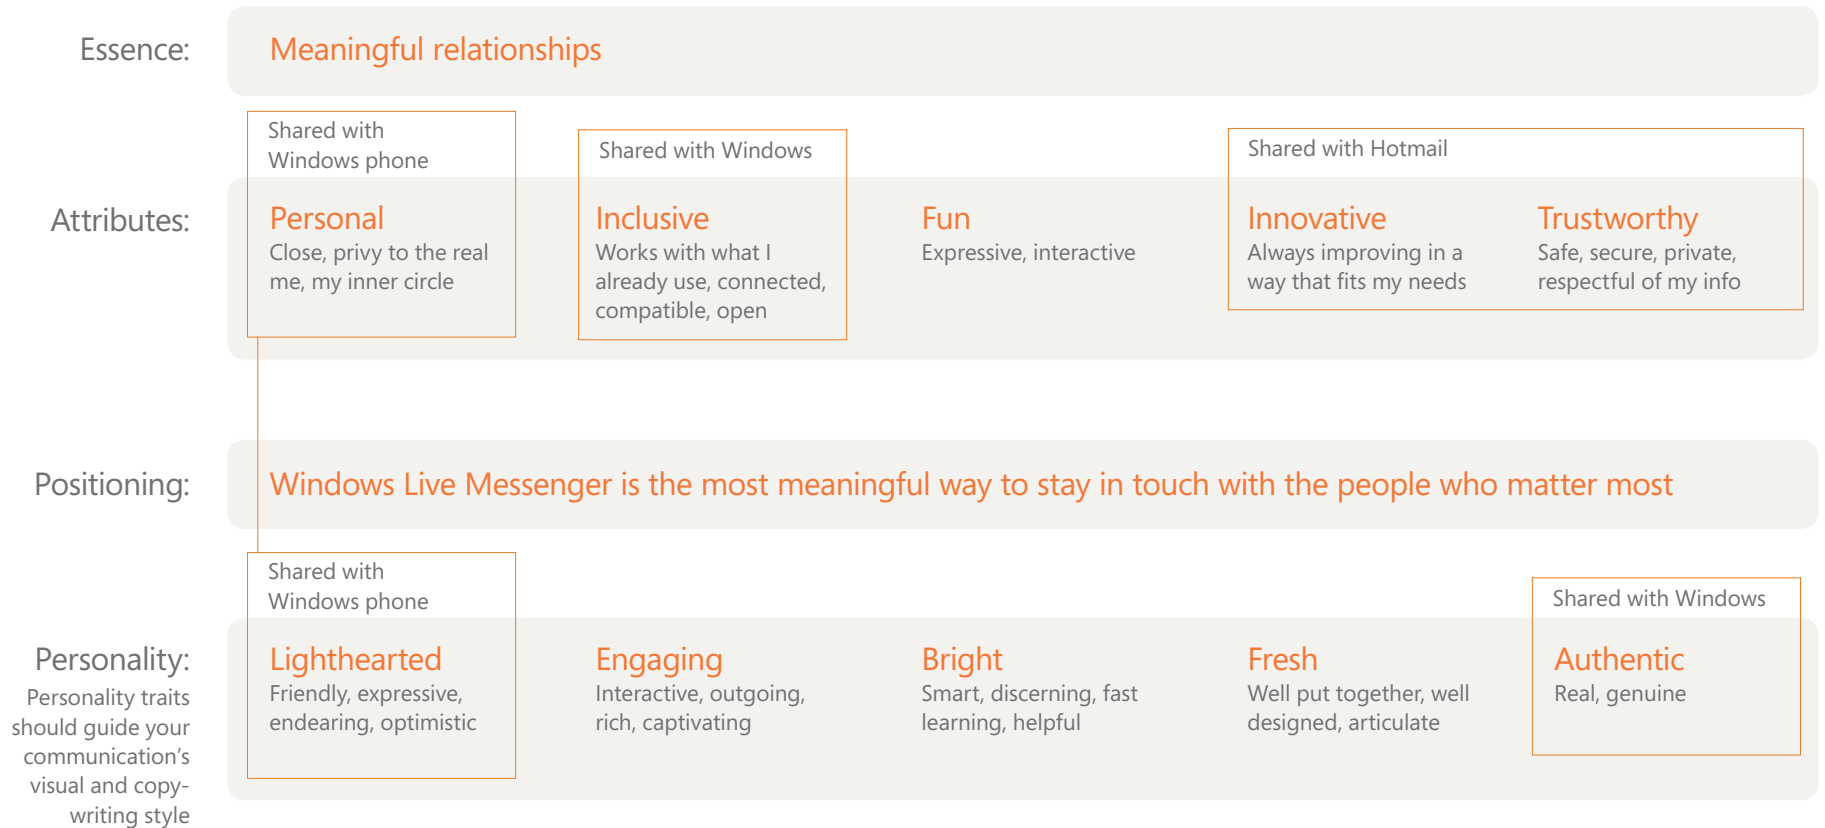 Essence:
Meaningful relationships
Shared with
Windows phone
Shared with Windows
Shared with Hotmail
Attributes:
Personal
Close, privy to the real
me, my inner circle
Inclusive
Works with what I
already use, connected,
compatible, open
Fun
Expressive, interactive
Innovative
Always improving in a
way that fits my needs
Trustworthy
Safe, secure, private,
respectful of my info
Positioning:
Windows Live Messenger is the most meaningful way to stay in touch with the people who matter most
Shared with
Windows phone
Shared with Windows
Personality:
Personality traits
should guide your
communication’s
visual and copy-
writing style
Lighthearted
Friendly, expressive,
endearing, optimistic
Engaging
Interactive, outgoing,
rich, captivating
Bright
Smart, discerning, fast
learning, helpful
Fresh
Well put together, well
designed, articulate
Authentic
Real, genuine